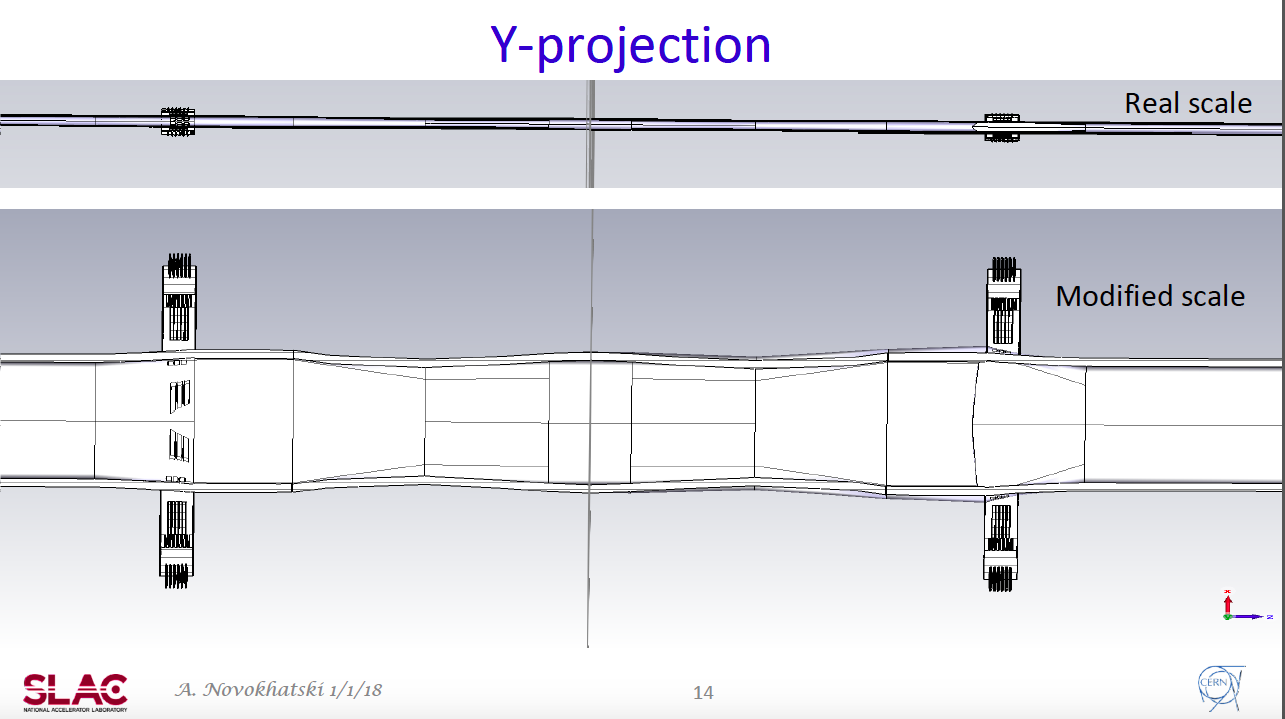 Y-projection
Real scale
Modified scale
x
z
SLAC
NATIONAL ACCELERATOR LABORATORY
A. Novokhatski 1/1/18
14
CERN